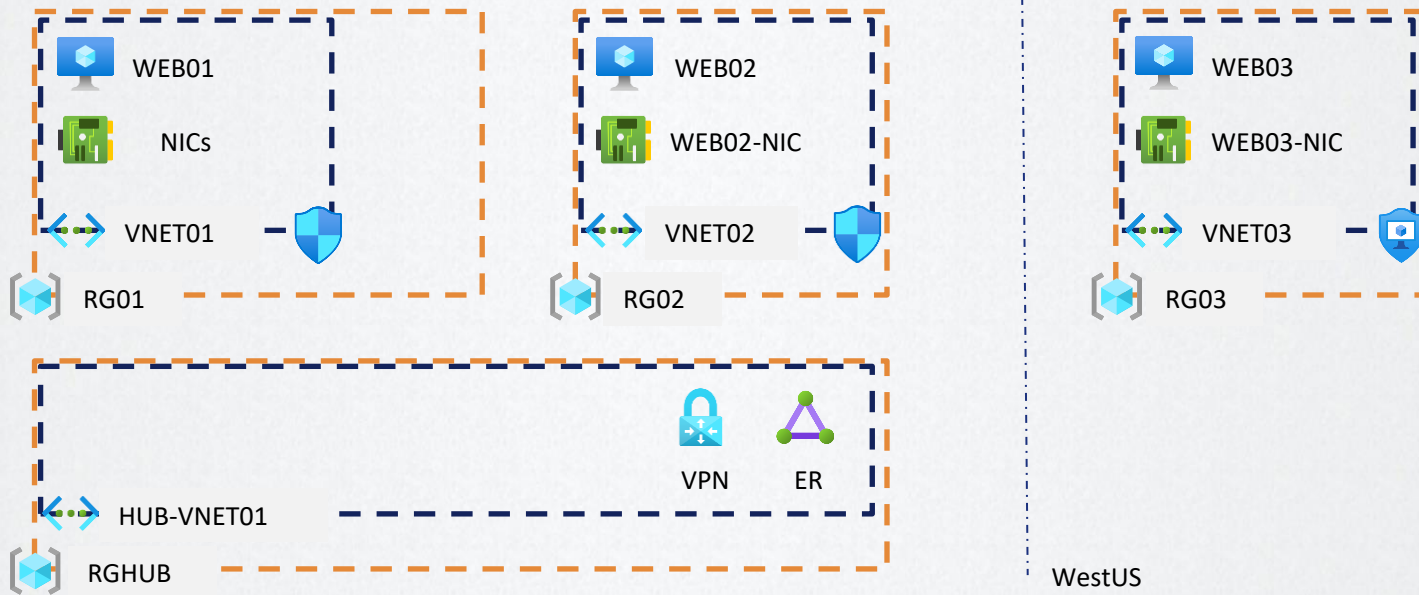 WEB01
NICs
VNET01
RG01
WEB02
WEB02-NIC
VNET02
RG02
WEB03
WEB03-NIC
VNET03
RG03
VPN
ER
HUB-VNET01
RGHUB
WestUS